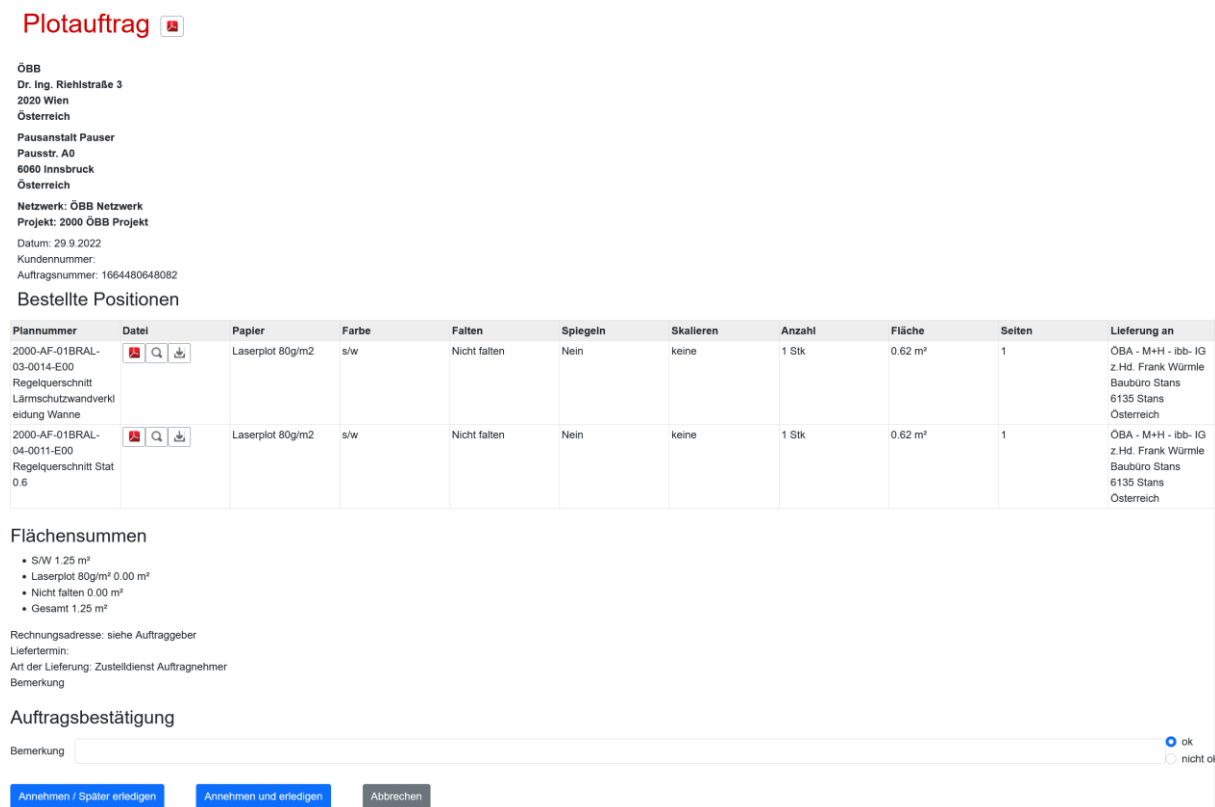 Plotauftrag
ÖBB
Dr. Ing. Riehlstraße 3
2020 Wien
Österreich
Pausanstalt Pauser
Pausstr. A0
6060 Innsbruck
Österreich
Netzwerk: ÖBB Netzwerk
Projekt: 2000 ÖBB Projekt
Datum: 29.9.2022
Kundennummer:
Auftragsnummer: 1664480648082
Bestellte Positionen
Plannummer Datei Papier Farbe Falten Spiegeln Skalieren Anzahl Fläche Seiten Lieferung an
2000-AF-01BRAL- Laserplot 80g/m2 s/w Nicht falten Nein keine 1 Stk 0.62 m² 1 ÖBA - M+H - ibb- IG
03-0014-E00 z.Hd. Frank Würmle
Regelquerschnitt Baubüro Stans
Lärmschutzwandverkl 6135 Stans
eidung Wanne Österreich
2000-AF-01BRAL- Laserplot 80g/m2 s/w Nicht falten Nein keine 1 Stk 0.62 m² 1 ÖBA - M+H - ibb- IG
04-0011-E00 z.Hd. Frank Würmle
Regelquerschnitt Stat Baubüro Stans
0.6 6135 Stans
Österreich
Flächensummen
• S/W 1.25 m²
• Laserplot 80g/m² 0.00 m²
• Nicht falten 0.00 m²
• Gesamt 1.25 m²
Rechnungsadresse: siehe Auftraggeber
Liefertermin:
Art der Lieferung: Zustelldienst Auftragnehmer
Bemerkung
Auftragsbestätigung
Bemerkung ok
nicht ok
Annehmen / Später erledigen Annehmen und erledigen Abbrechen